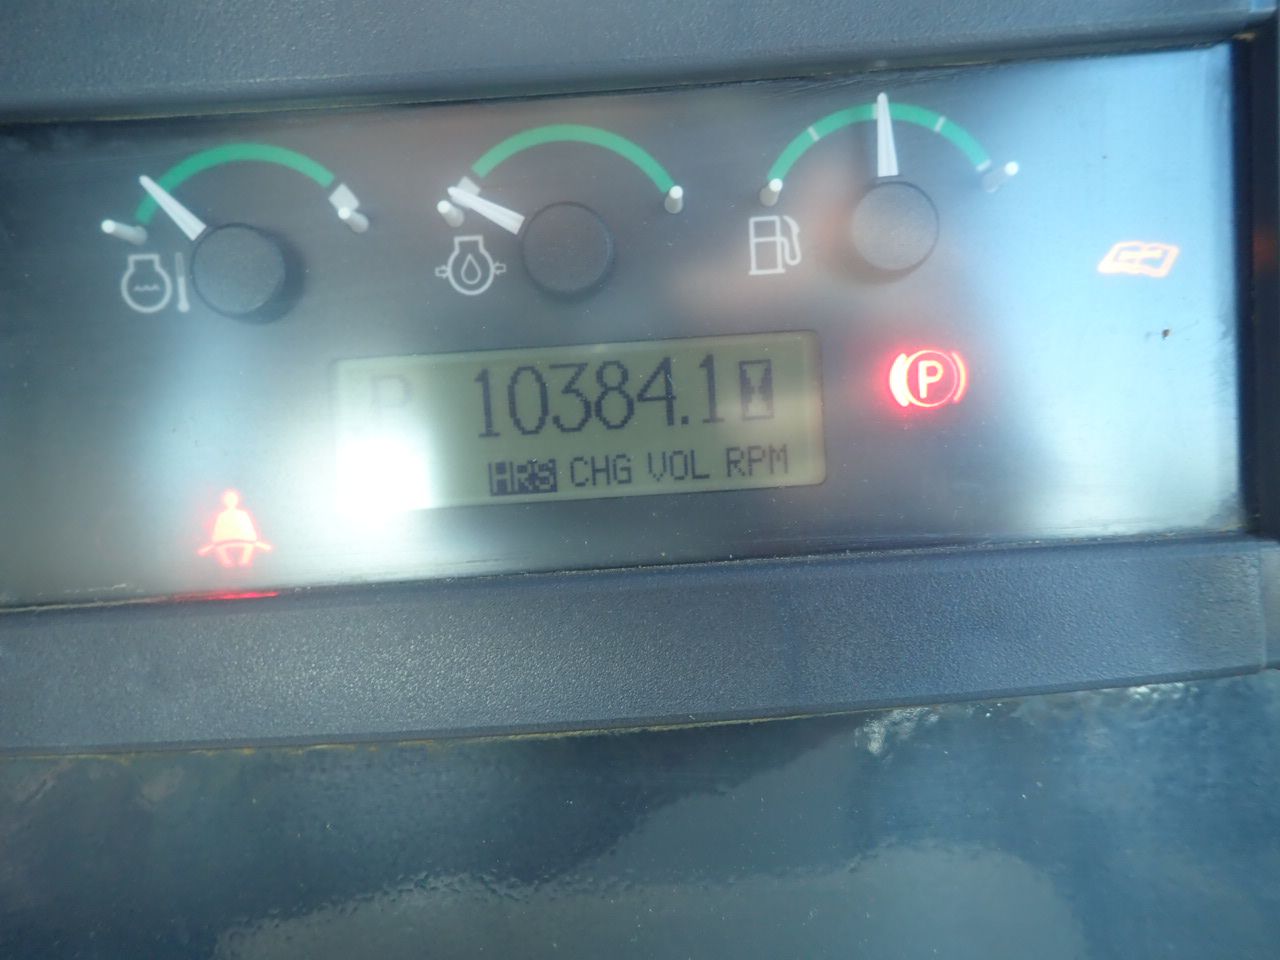 P 10384.1
HRS CHG VOL RPM
P